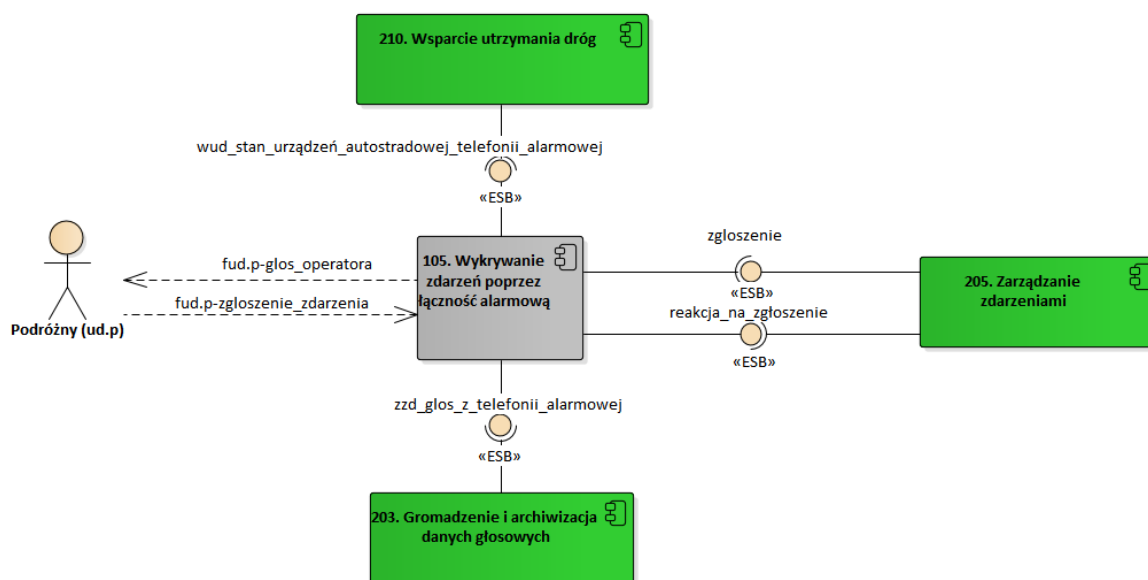 210. Wsparcie utrzymania dróg
wud_stan_urządzeń_autostradowej_telefonii_alarmowej
«ESB»
105. Wykrywanie
zdarzeń poprzez
łączność alarmową
fud.p-glos_operatora
fud.p-zgloszenie_zdarzenia
Podróżny (ud.p)
zgloszenie
«ESB»
reakcja_na_zgłoszenie
«ESB»
205. Zarządzanie
zdarzeniami
zzd_glos_z_telefonii_alarmowej
«ESB»
203. Gromadzenie i archiwizacja
danych głosowych